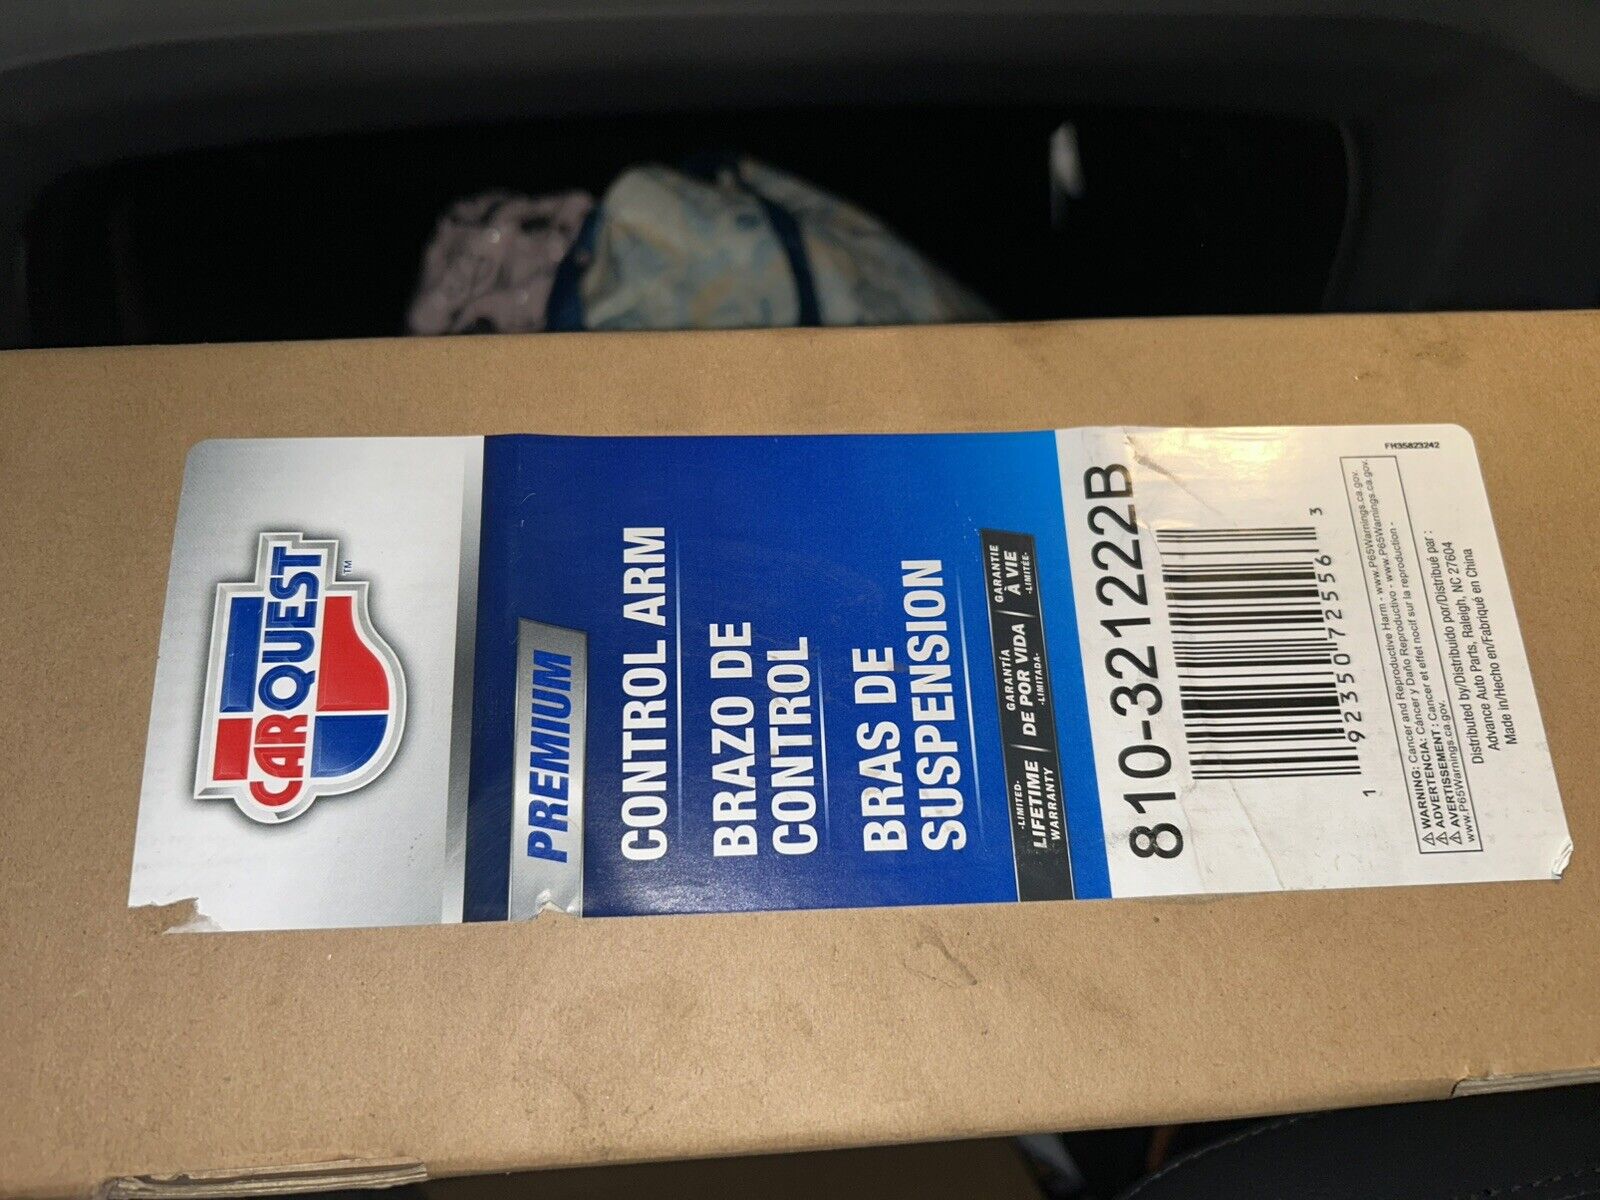 CARQUEST
TM
PREMIUM
CONTROL ARM
BRAZO DE
CONTROL
BRAS DE
SUSPENSION
-LIMITED-
LIFETIME
WARRANTY
GARANTÍA
DE POR VIDA
-LIMITADA-
GARANTIE
À VIE
-LIMITÉE-
810-321222B
1 92350 72556 3
FH35823242
⚠ WARNING: Cancer and Reproductive Harm - www.P65Warnings.ca.gov.
⚠ ADVERTENCIA: Cáncer y Daño Reproductivo - www.P65Warnings.ca.gov.
⚠ AVERTISSEMENT : Cancer et effet nocif sur la reproduction -
www.P65Warnings.ca.gov.
Distributed by/Distribuido por/Distribué par :
Advance Auto Parts, Raleigh, NC 27604
Made in/Hecho en/Fabriqué en China